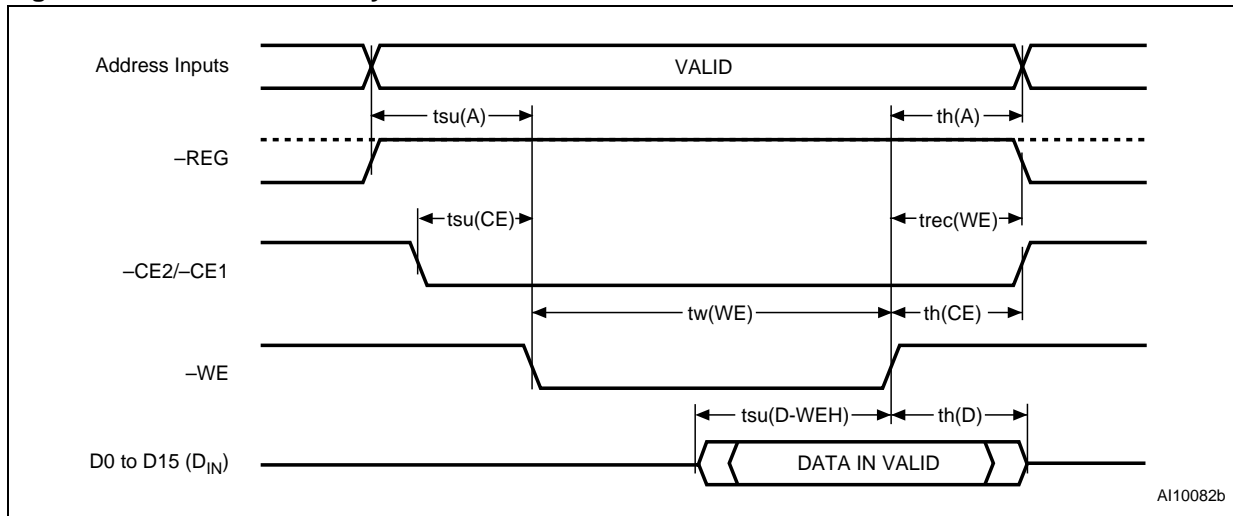 Address Inputs
VALID
tsu(A)
th(A)
–REG
tsu(CE)
trec(WE)
–CE2/–CE1
tw(WE)
th(CE)
–WE
tsu(D-WEH)
th(D)
D0 to D15 (DIN)
DATA IN VALID
AI10082b